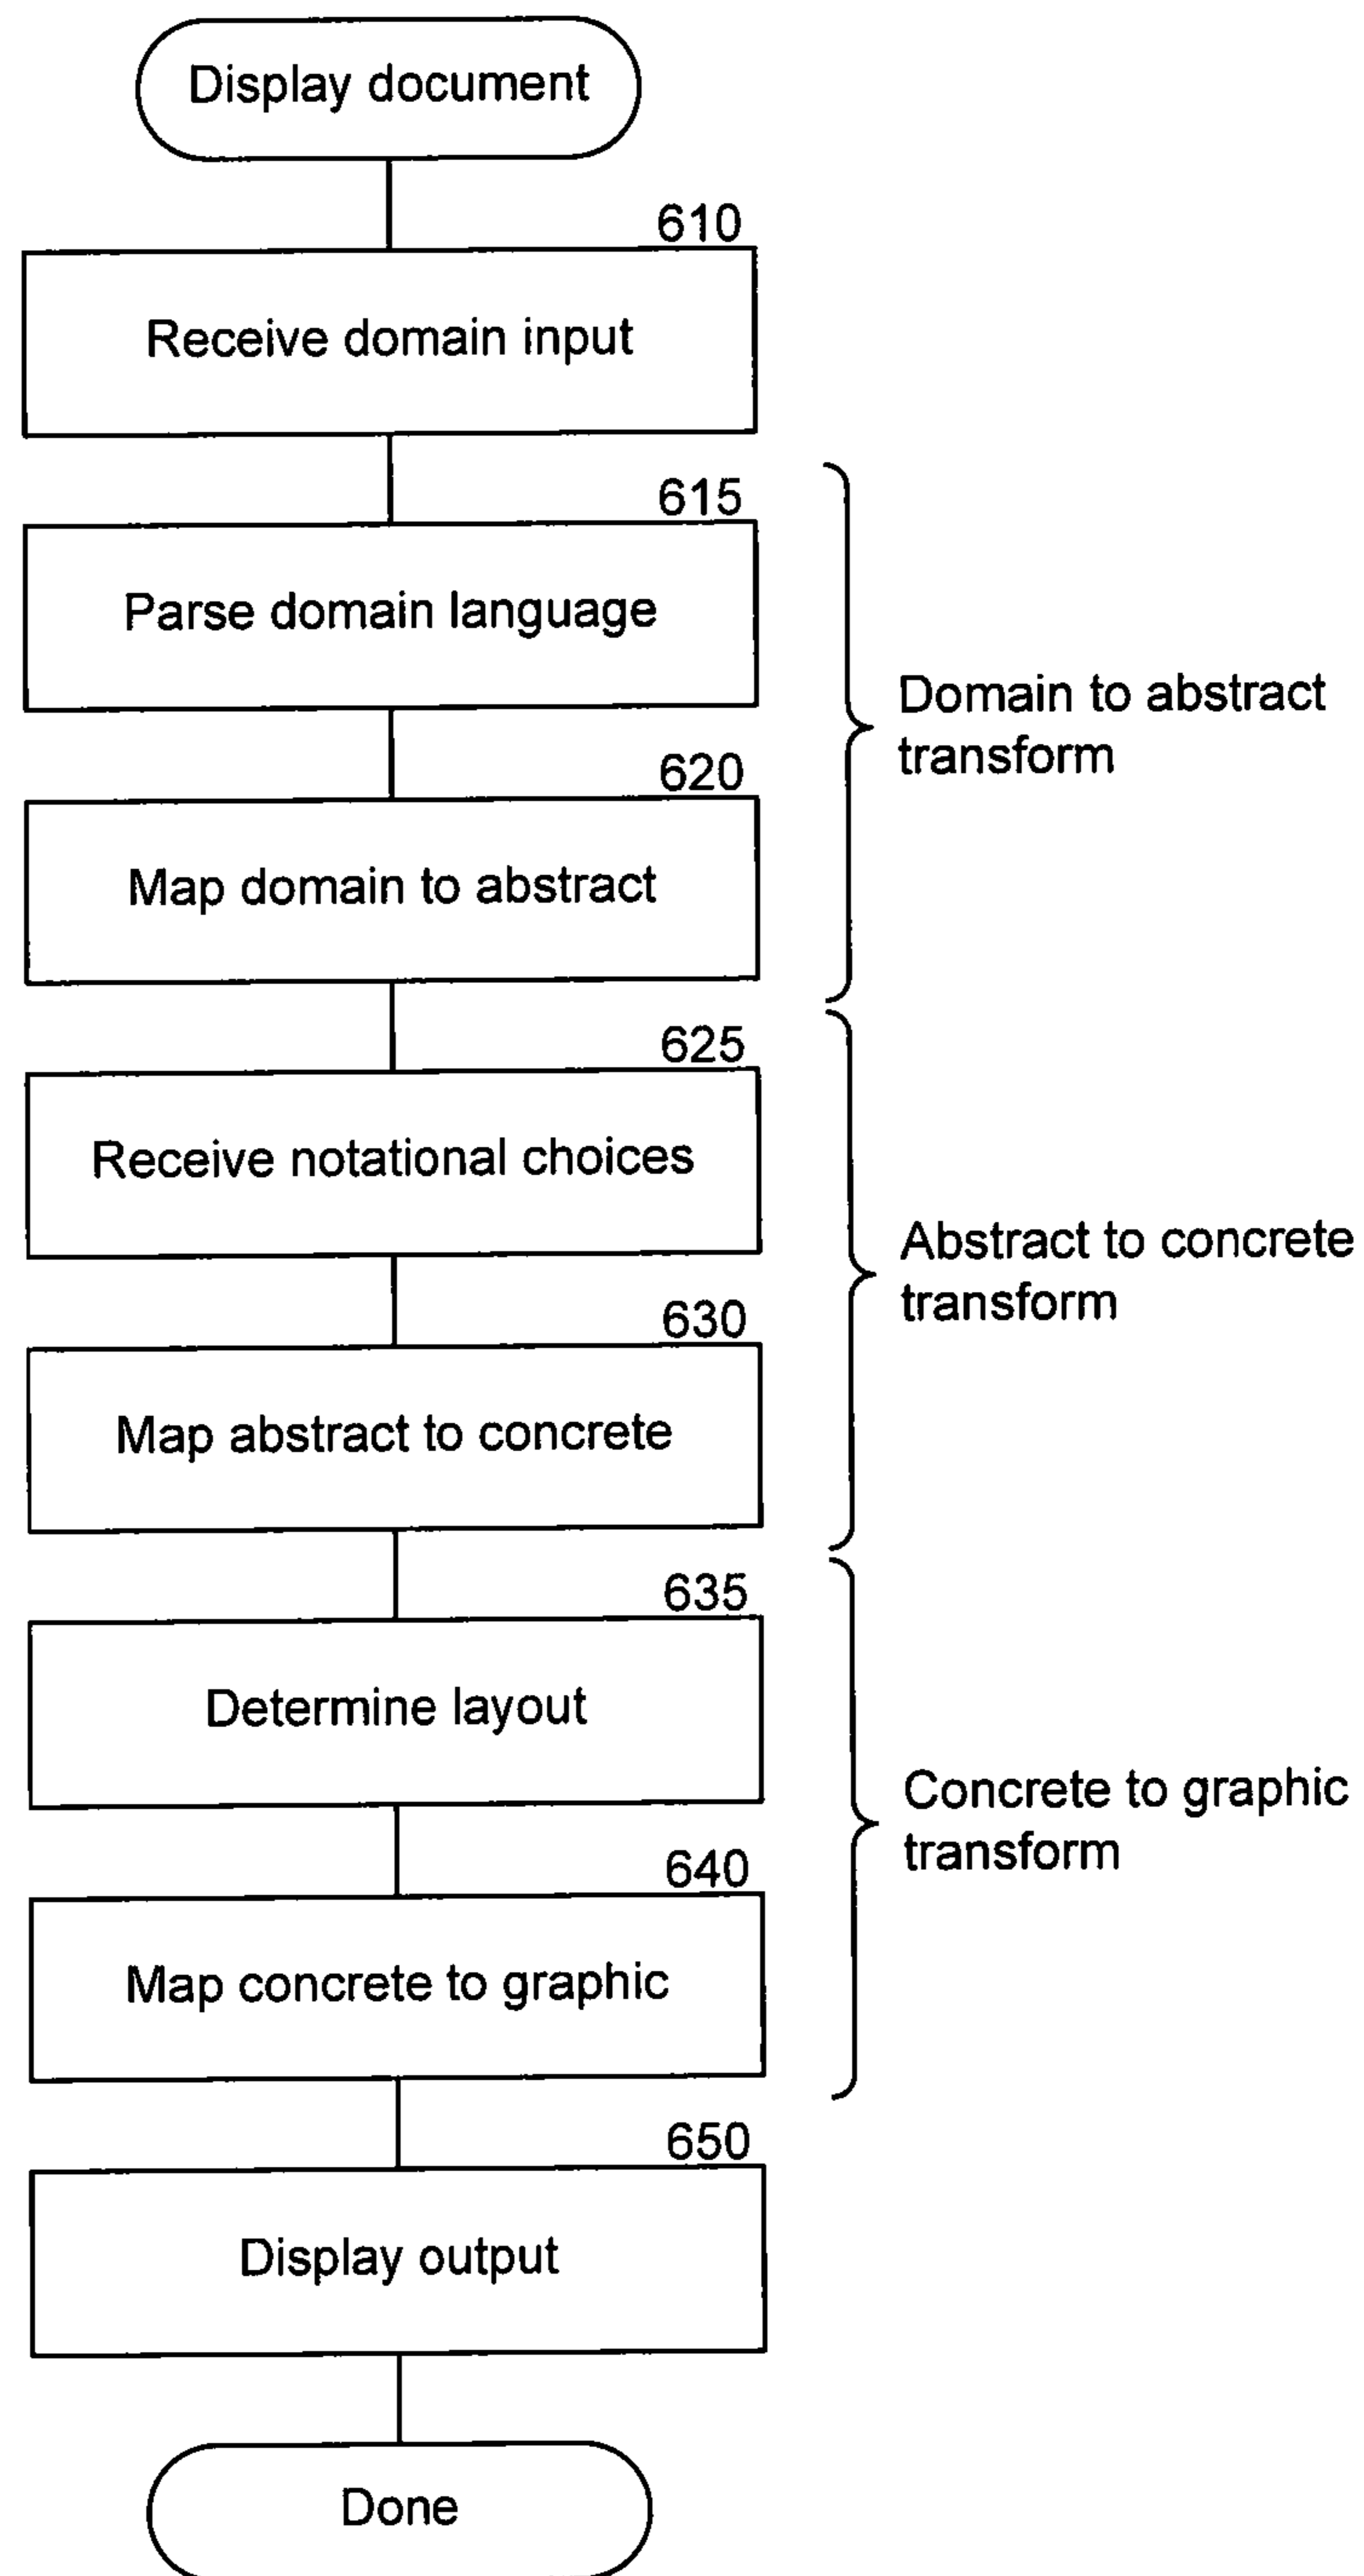 Display document
610
Receive domain input
615
Parse domain language
Domain to abstract
transform
620
Map domain to abstract
625
Receive notational choices
Abstract to concrete
transform
630
Map abstract to concrete
635
Determine layout
Concrete to graphic
transform
640
Map concrete to graphic
650
Display output
Done